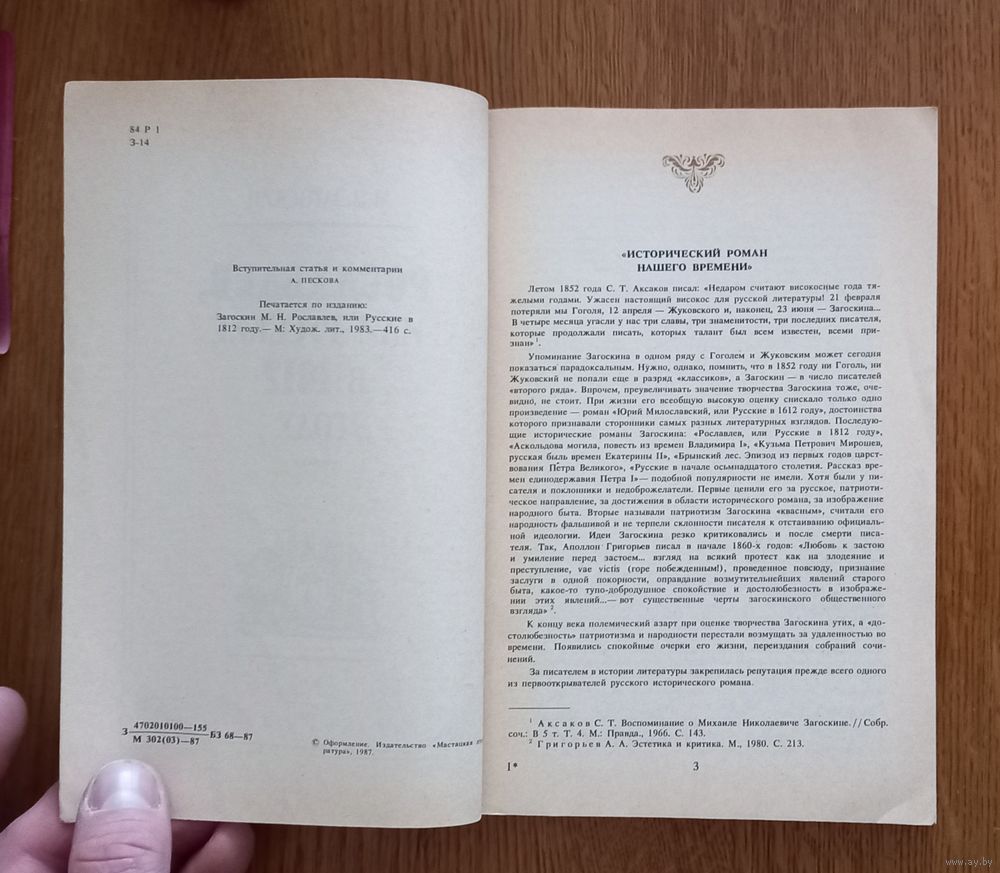 84 Р 1
З-14
Вступительная статья и комментарии
А. ПЕСКОВА
Печатается по изданию:
Загоскин М. Н. Рославлев, или Русские в
1812 году.— М: Худож. лит., 1983.—416 с.
З 4702010100—155 БЗ 68—87
М 302(03)—87
© Оформление. Издательство «Мастацкая
ратура», 1987.
«ИСТОРИЧЕСКИЙ РОМАН
НАШЕГО ВРЕМЕНИ»
Летом 1852 года С. Т. Аксаков писал: «Недаром считают високосные года тя-
желыми годами. Ужасен настоящий високос для русской литературы! 21 февраля
потеряли мы Гоголя, 12 апреля — Жуковского и, наконец, 23 июня — Загоскина...
В четыре месяца угасли у нас три славы, три знаменитости, три последних писателя,
которые продолжали писать, которых талант был всем известен, всеми при-
знан» 1.
Упоминание Загоскина в одном ряду с Гоголем и Жуковским может сегодня
показаться парадоксальным. Нужно, однако, помнить, что в 1852 году ни Гоголь, ни
Жуковский не попали еще в разряд «классиков», а Загоскин — в число писателей
«второго ряда». Впрочем, преувеличивать значение творчества Загоскина тоже, оче-
видно, не стоит. При жизни его всеобщую высокую оценку снискало только одно
произведение — роман «Юрий Милославский, или Русские в 1612 году», достоинства
которого признавали сторонники самых разных литературных взглядов. Последую-
щие исторические романы Загоскина: «Рославлев, или Русские в 1812 году»,
«Аскольдова могила, повесть из времен Владимира I», «Кузьма Петрович Мирошев,
русская быль времен Екатерины II», «Брынский лес. Эпизод из первых годов царст-
вования Петра Великого», «Русские в начале осьмнадцатого столетия. Рассказ вре-
мен единодержавия Петра I»— подобной популярности не имели. Хотя были у пи-
сателя и поклонники и недоброжелатели. Первые ценили его за русское, патриоти-
ческое направление, за достижения в области исторического романа, за изображение
народного быта. Вторые называли патриотизм Загоскина «квасным», считали его
народность фальшивой и не терпели склонности писателя к отстаиванию официаль-
ной идеологии. Идеи Загоскина резко критиковались и после смерти писа-
теля. Так, Аполлон Григорьев писал в начале 1860-х годов: «Любовь к застою
и умиление перед застоем... взгляд на всякий протест как на злодеяние и
преступление, vae victis (горе побежденным!), проведенное повсюду, признание
заслуги в одной покорности, оправдание возмутительнейших явлений старого
быта, какое-то тупо-добродушное спокойствие и достолюбезность в изображе-
нии этих явлений...— вот существенные черты загоскинского общественного
взгляда» 2.
К концу века полемический азарт при оценке творчества Загоскина утих, а «до-
столюбезность» патриотизма и народности перестали возмущать за удаленностью во
времени. Появились спокойные очерки его жизни, переиздания собраний сочи-
нений.
За писателем в истории литературы закрепилась репутация прежде всего одного
из первооткрывателей русского исторического романа.
1 Аксаков С. Т. Воспоминание о Михаиле Николаевиче Загоскине.//Собр.
соч.: В 5 т. Т. 4. М.: Правда., 1966. С. 143.
2 Григорьев А. А. Эстетика и критика. М., 1980. С. 213.
1*
3
www.ay.by